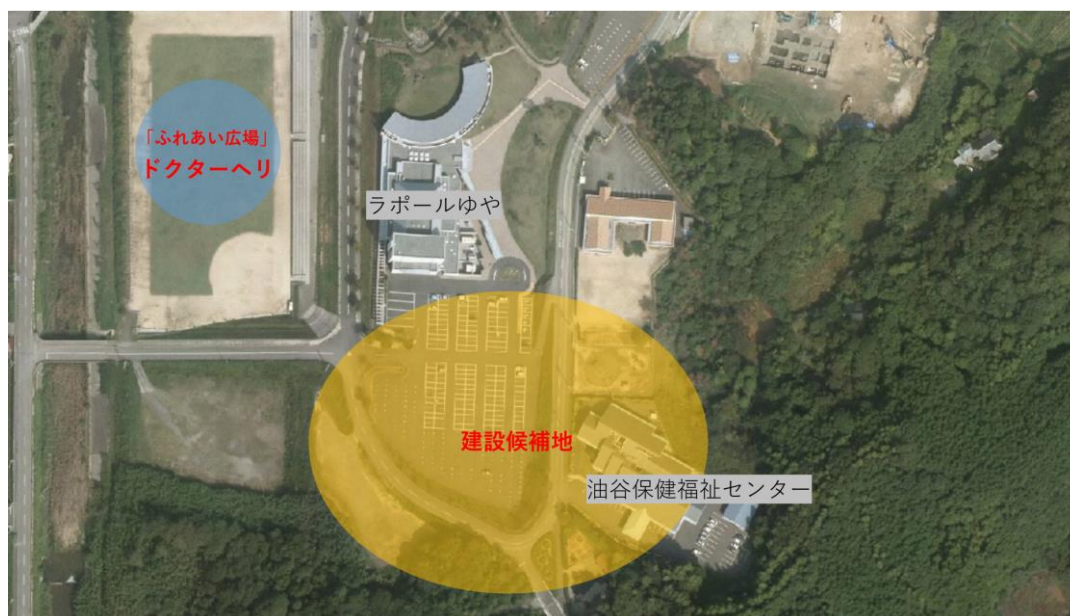 「ふれあい広場」
ドクターヘリ
ラポールゆや
建設候補地
油谷保健福祉センター